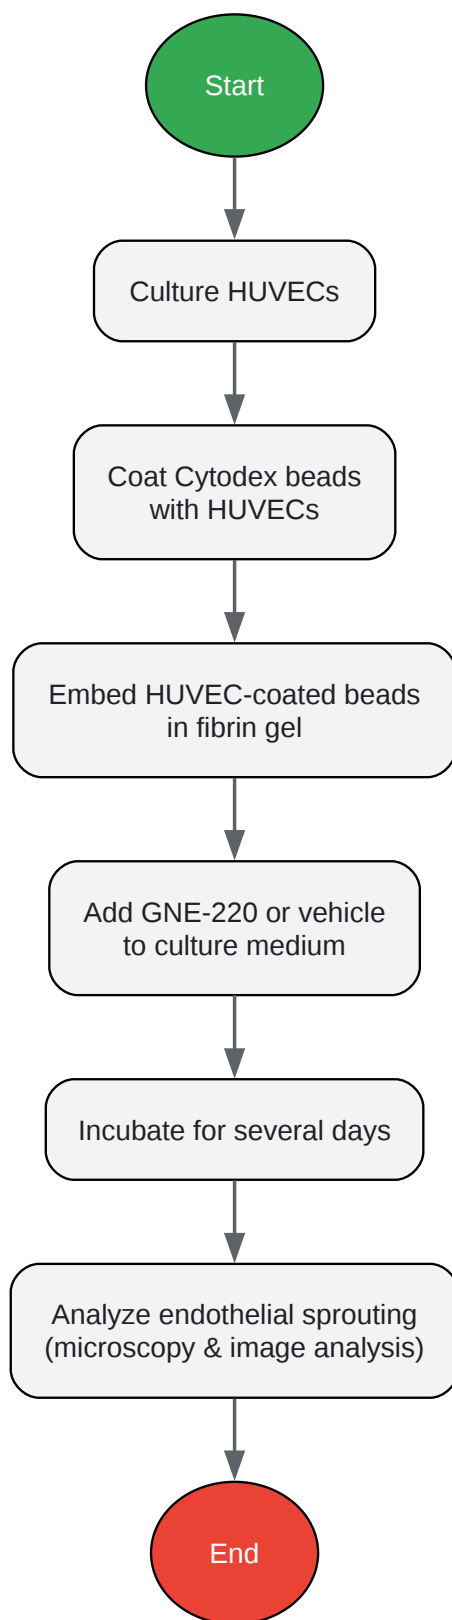 Start
Culture HUVECs
Coat Cytodex beads
with HUVECs
Embed HUVEC-coated beads
in fibrin gel
Add GNE-220 or vehicle
to culture medium
Incubate for several days
Analyze endothelial sprouting
(microscopy & image analysis)
End